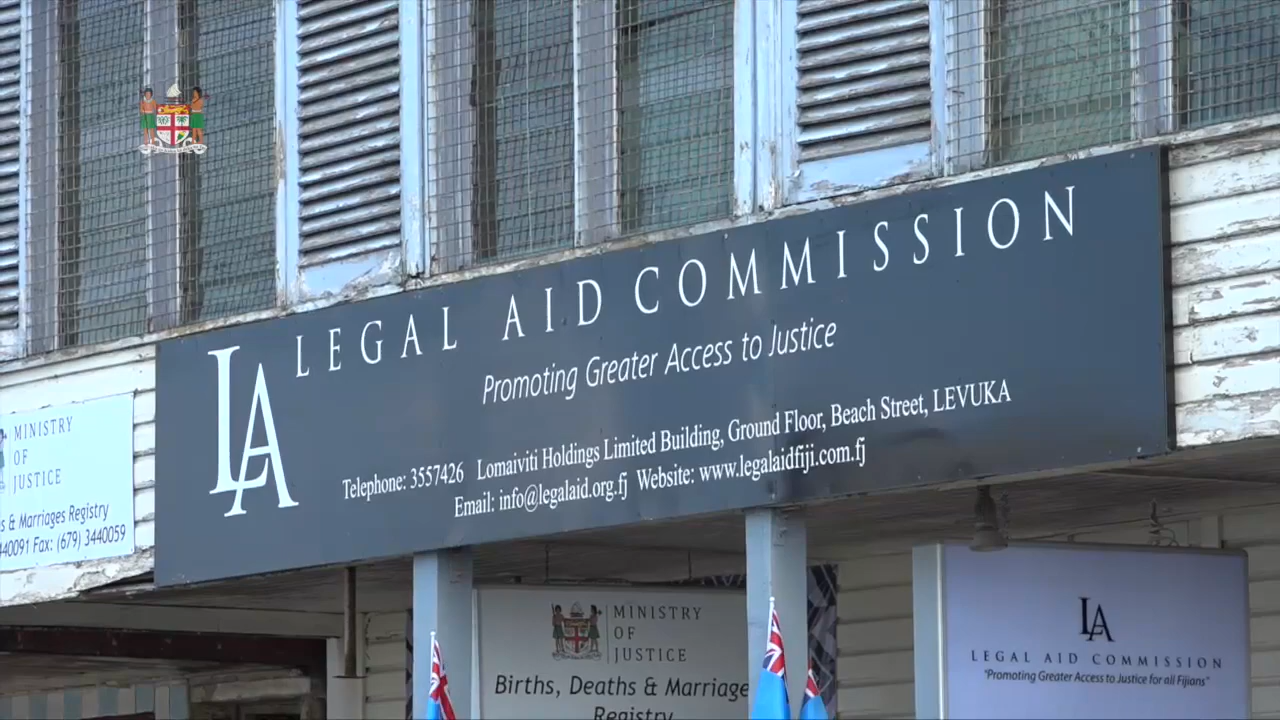 LEGAL AID COMMISSION
LA
Promoting Greater Access to Justice
Telephone: 3557426 Lomaiviti Holdings Limited Building, Ground Floor, Beach Street, LEVUKA
Email: info@legalaid.org.fj Website: www.legalaidfiji.com.fj
MINISTRY
OF
JUSTICE
s & Marriages Registry
440091 Fax: (679) 3440059
MINISTRY
OF
JUSTICE
Births, Deaths & Marriage
Registry
LA
LEGAL AID COMMISSION
"Promoting Greater Access to Justice for all Fijians"